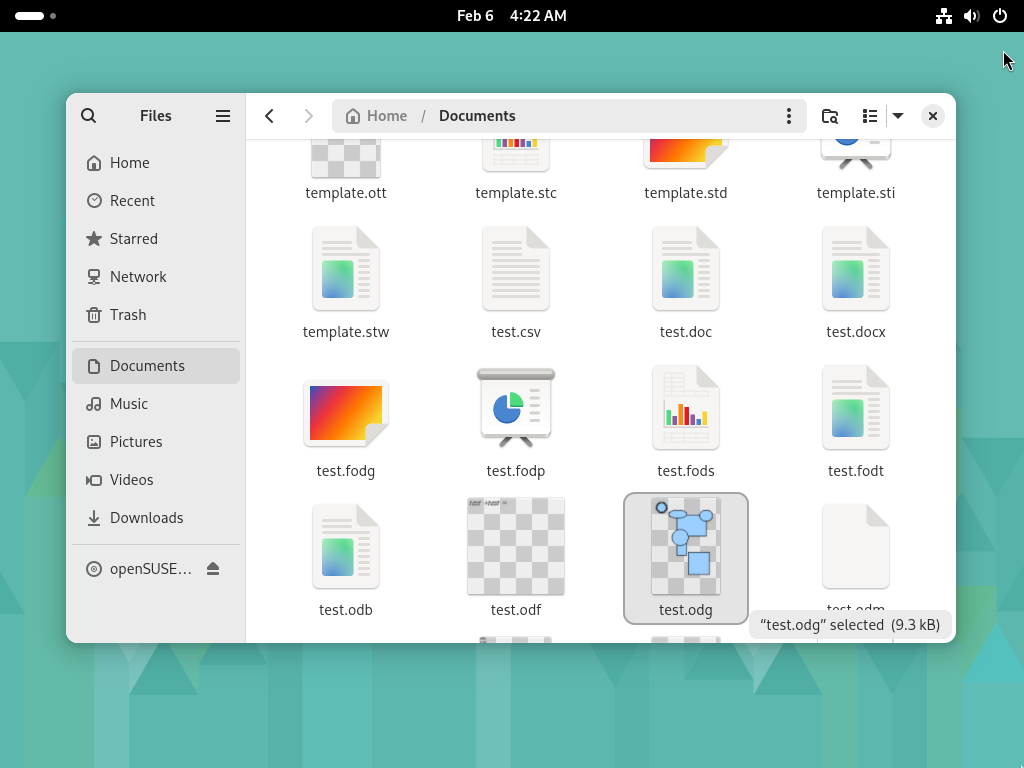 Feb 6 4:22 AM
Files
Home / Documents
Home
Recent
Starred
Network
Trash
Documents
Music
Pictures
Videos
Downloads
openSUSE…
template.ott template.stc template.std template.sti
template.stw test.csv test.doc test.docx
test.fodg test.fodp test.fods test.fodt
test.odb test.odf test.odg test.odm
“test.odg” selected (9.3 kB)